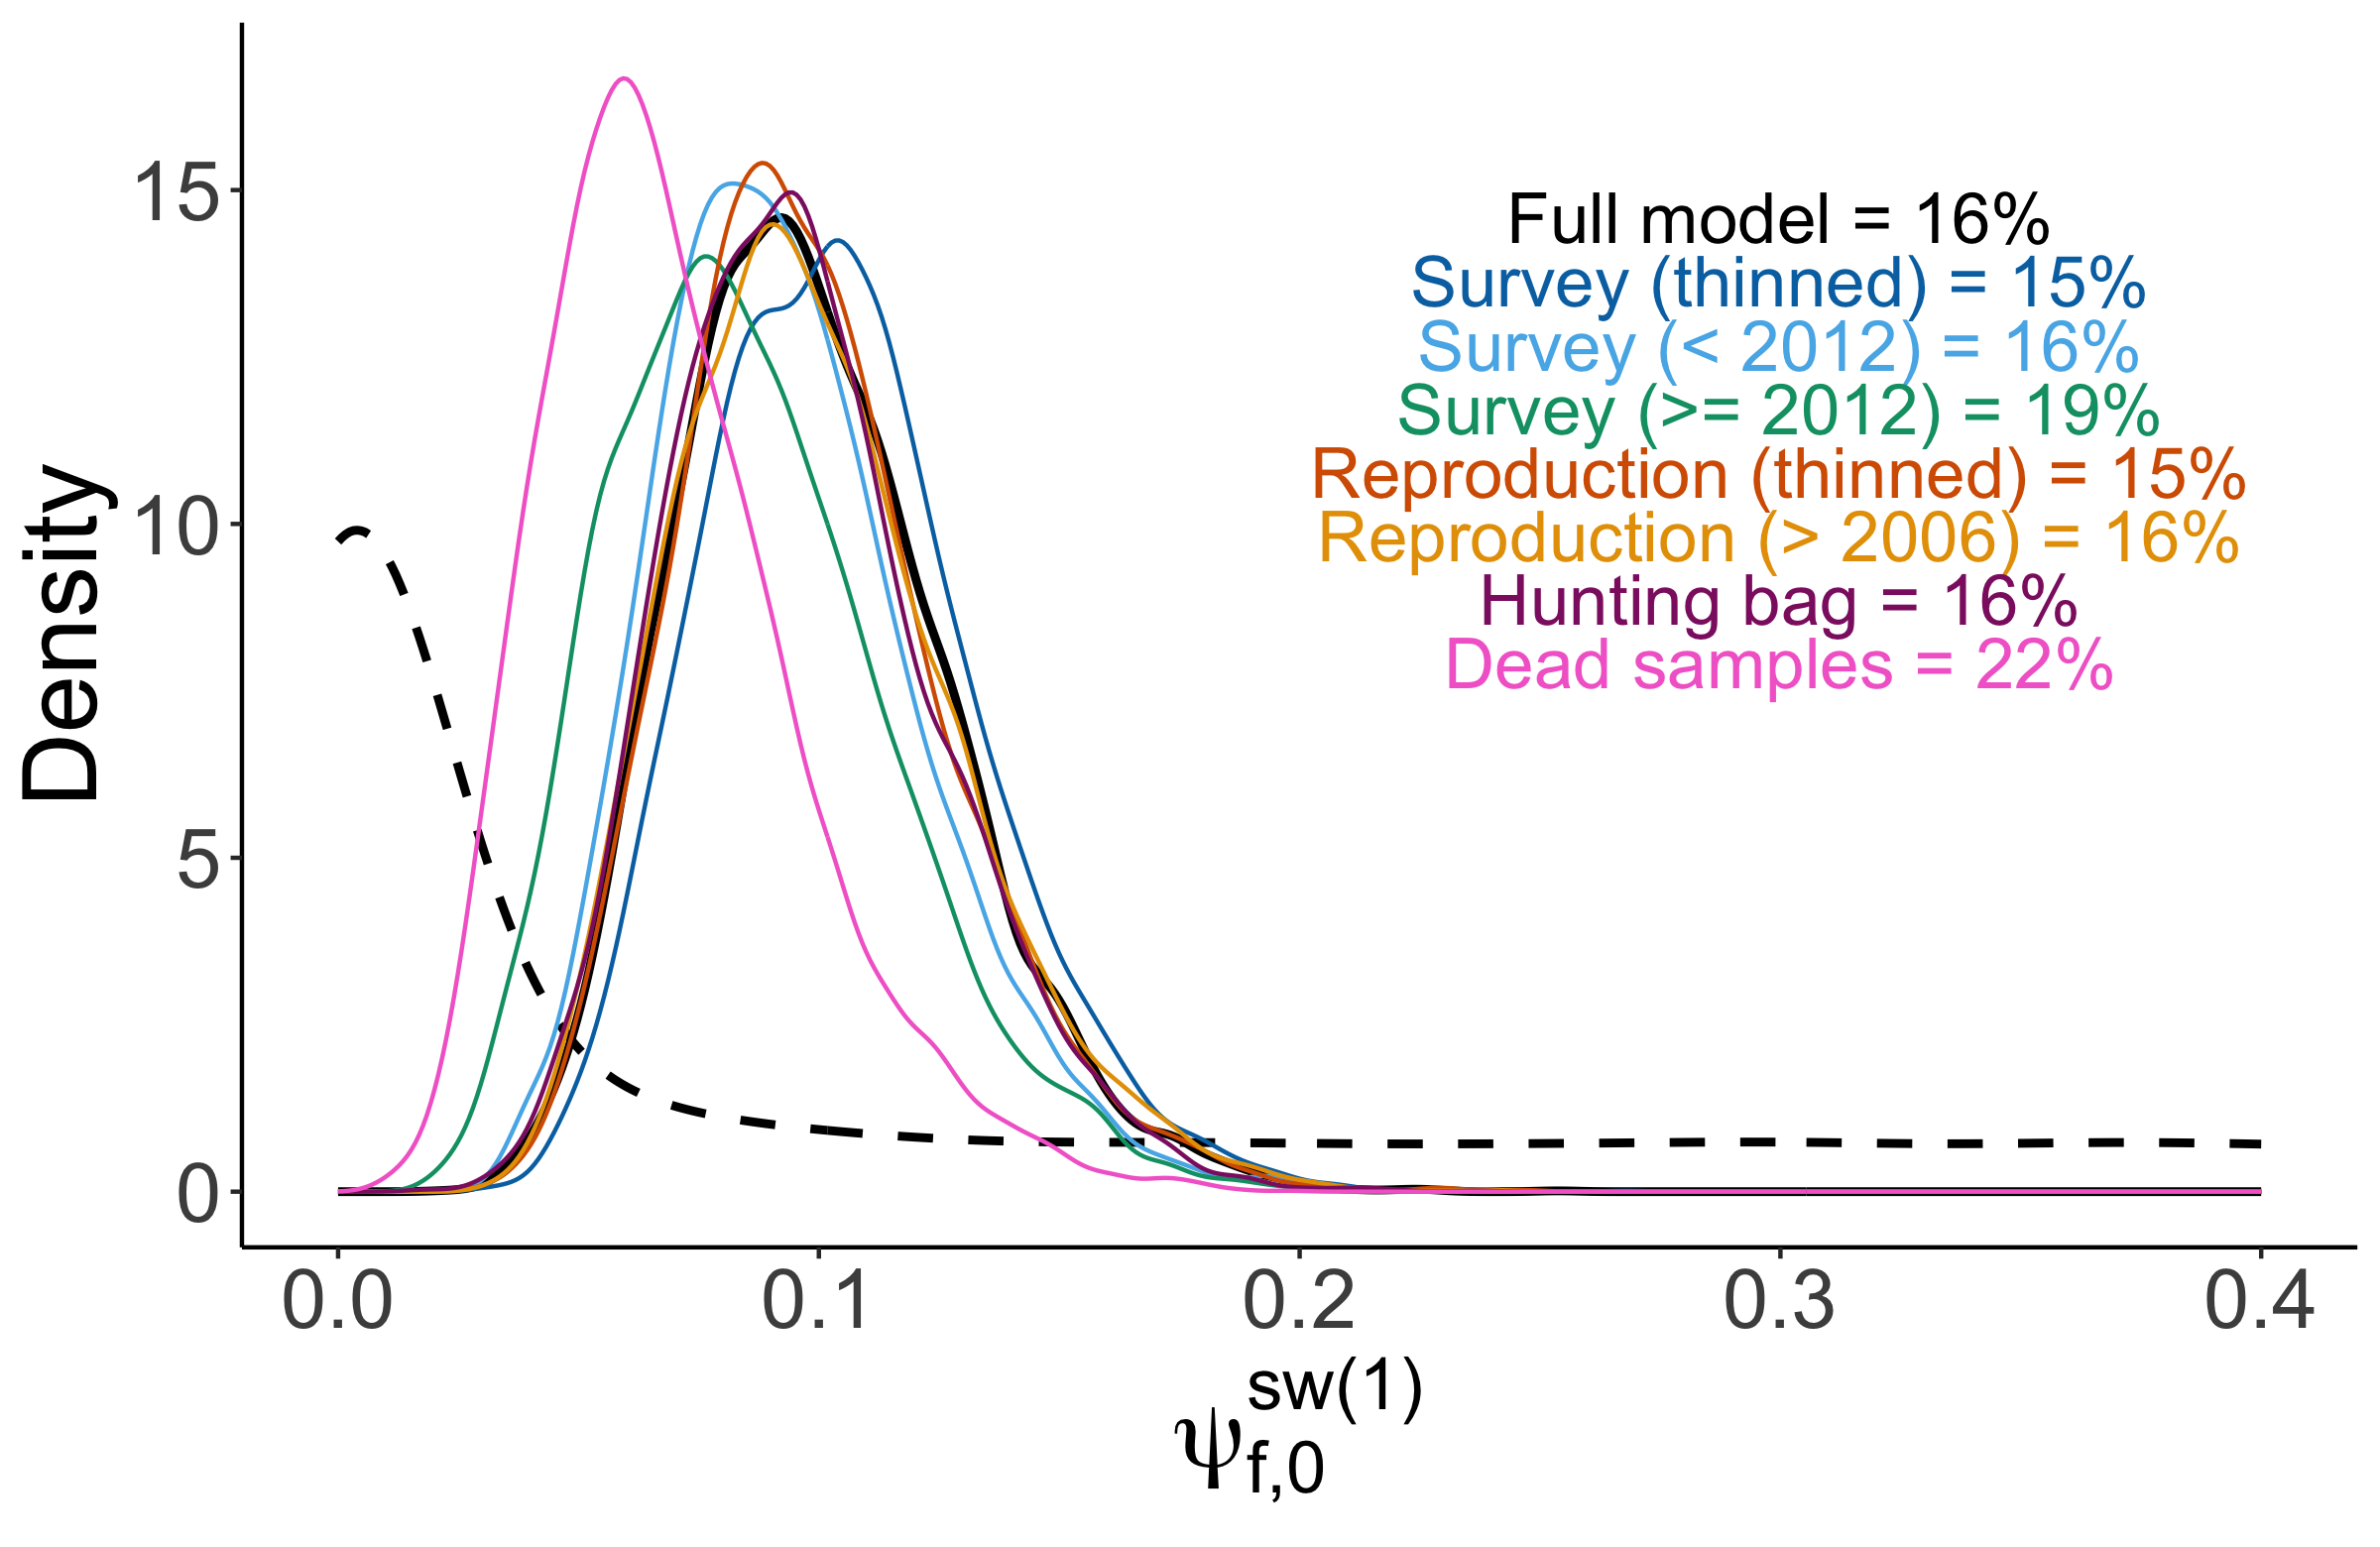 Density
15
10
5
0
Full model = 16%
Survey (thinned) = 15%
Survey (< 2012) = 16%
Survey (>= 2012) = 19%
Reproduction (thinned) = 15%
Reproduction (> 2006) = 16%
Hunting bag = 16%
Dead samples = 22%
0.0 0.1 0.2 0.3 0.4
ψ f,0 sw(1)